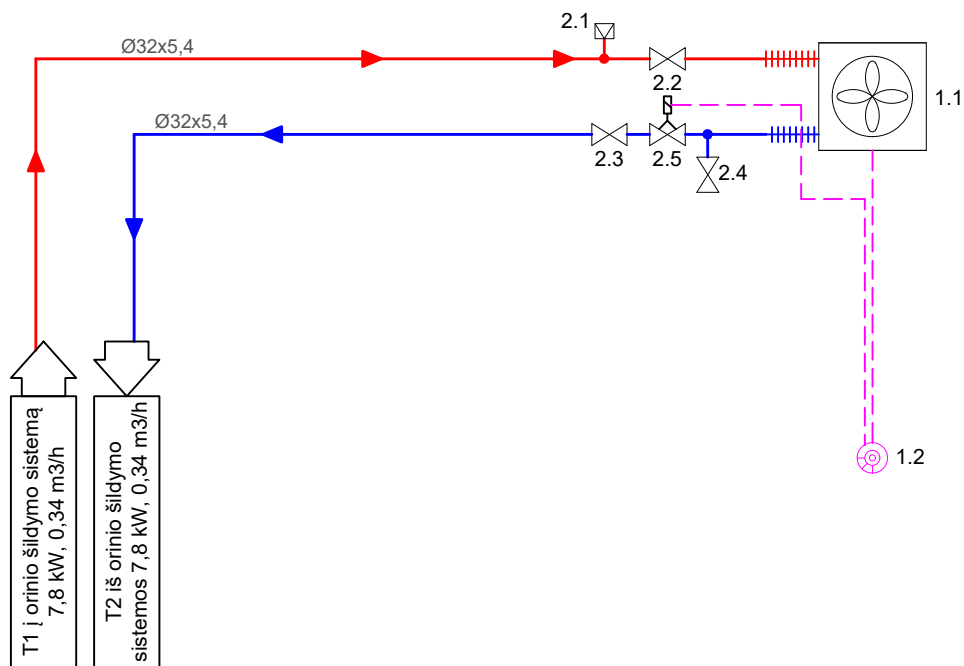 Ø32x5,4
2.1
2.2
1.1
Ø32x5,4
2.3
2.5
2.4
1.2
T1 į orinio šildymo sistemą
7,8 kW, 0,34 m3/h
T2 iš orinio šildymo
sistemos 7,8 kW, 0,34 m3/h